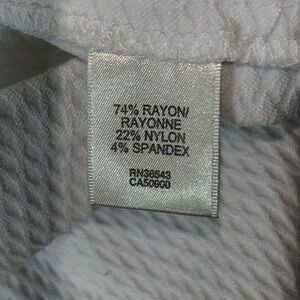 74% RAYON/
RAYONNE
22% NYLON
4% SPANDEX
RN36543
CA50900